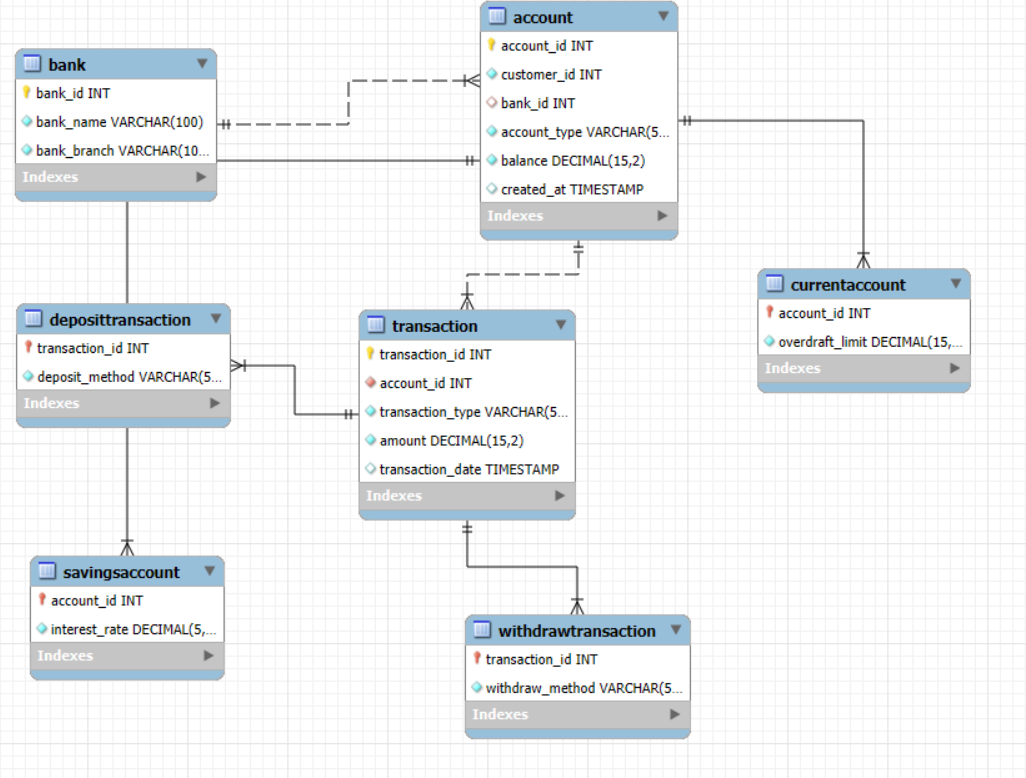 bank
bank_id INT
bank_name VARCHAR(100)
bank_branch VARCHAR(10...
Indexes
account
account_id INT
customer_id INT
bank_id INT
account_type VARCHAR(5...
balance DECIMAL(15,2)
created_at TIMESTAMP
Indexes
deposittransaction
transaction_id INT
deposit_method VARCHAR(5...
Indexes
transaction
transaction_id INT
account_id INT
transaction_type VARCHAR(5...
amount DECIMAL(15,2)
transaction_date TIMESTAMP
Indexes
currentaccount
account_id INT
overdraft_limit DECIMAL(15,...
Indexes
savingsaccount
account_id INT
interest_rate DECIMAL(5,...
Indexes
withdrawtransaction
transaction_id INT
withdraw_method VARCHAR(5...
Indexes